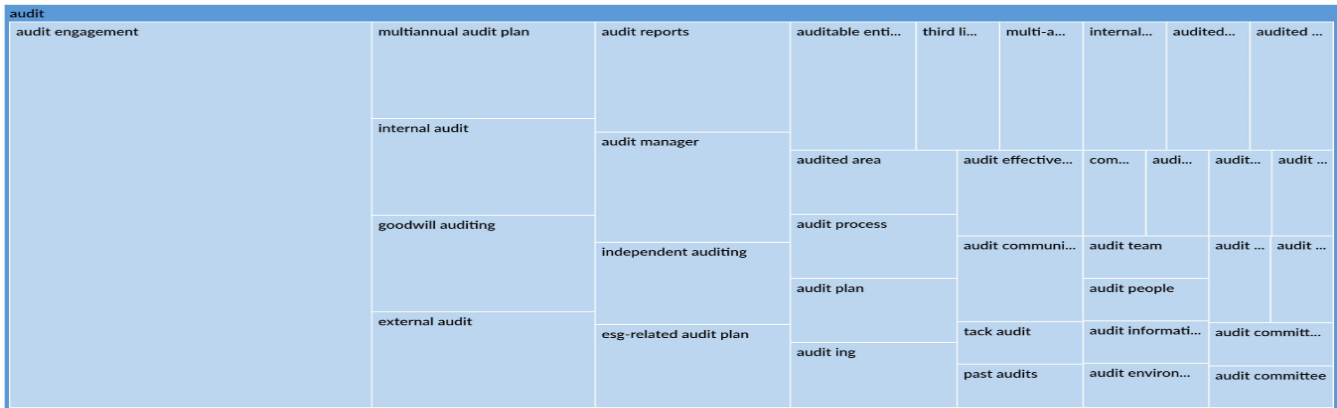 audit
audit engagement
multiannual audit plan
internal audit
goodwill auditing
external audit
audit reports
audit manager
independent auditing
esg-related audit plan
auditable enti...
third li...
multi-a...
internal...
audited...
audited ...
audited area
audit process
audit plan
audit ing
audit effective...
audit communi...
tack audit
past audits
com...
audi...
audit...
audit ...
audit team
audit people
audit informati...
audit environ...
audit ...
audit ...
audit committ...
audit committee